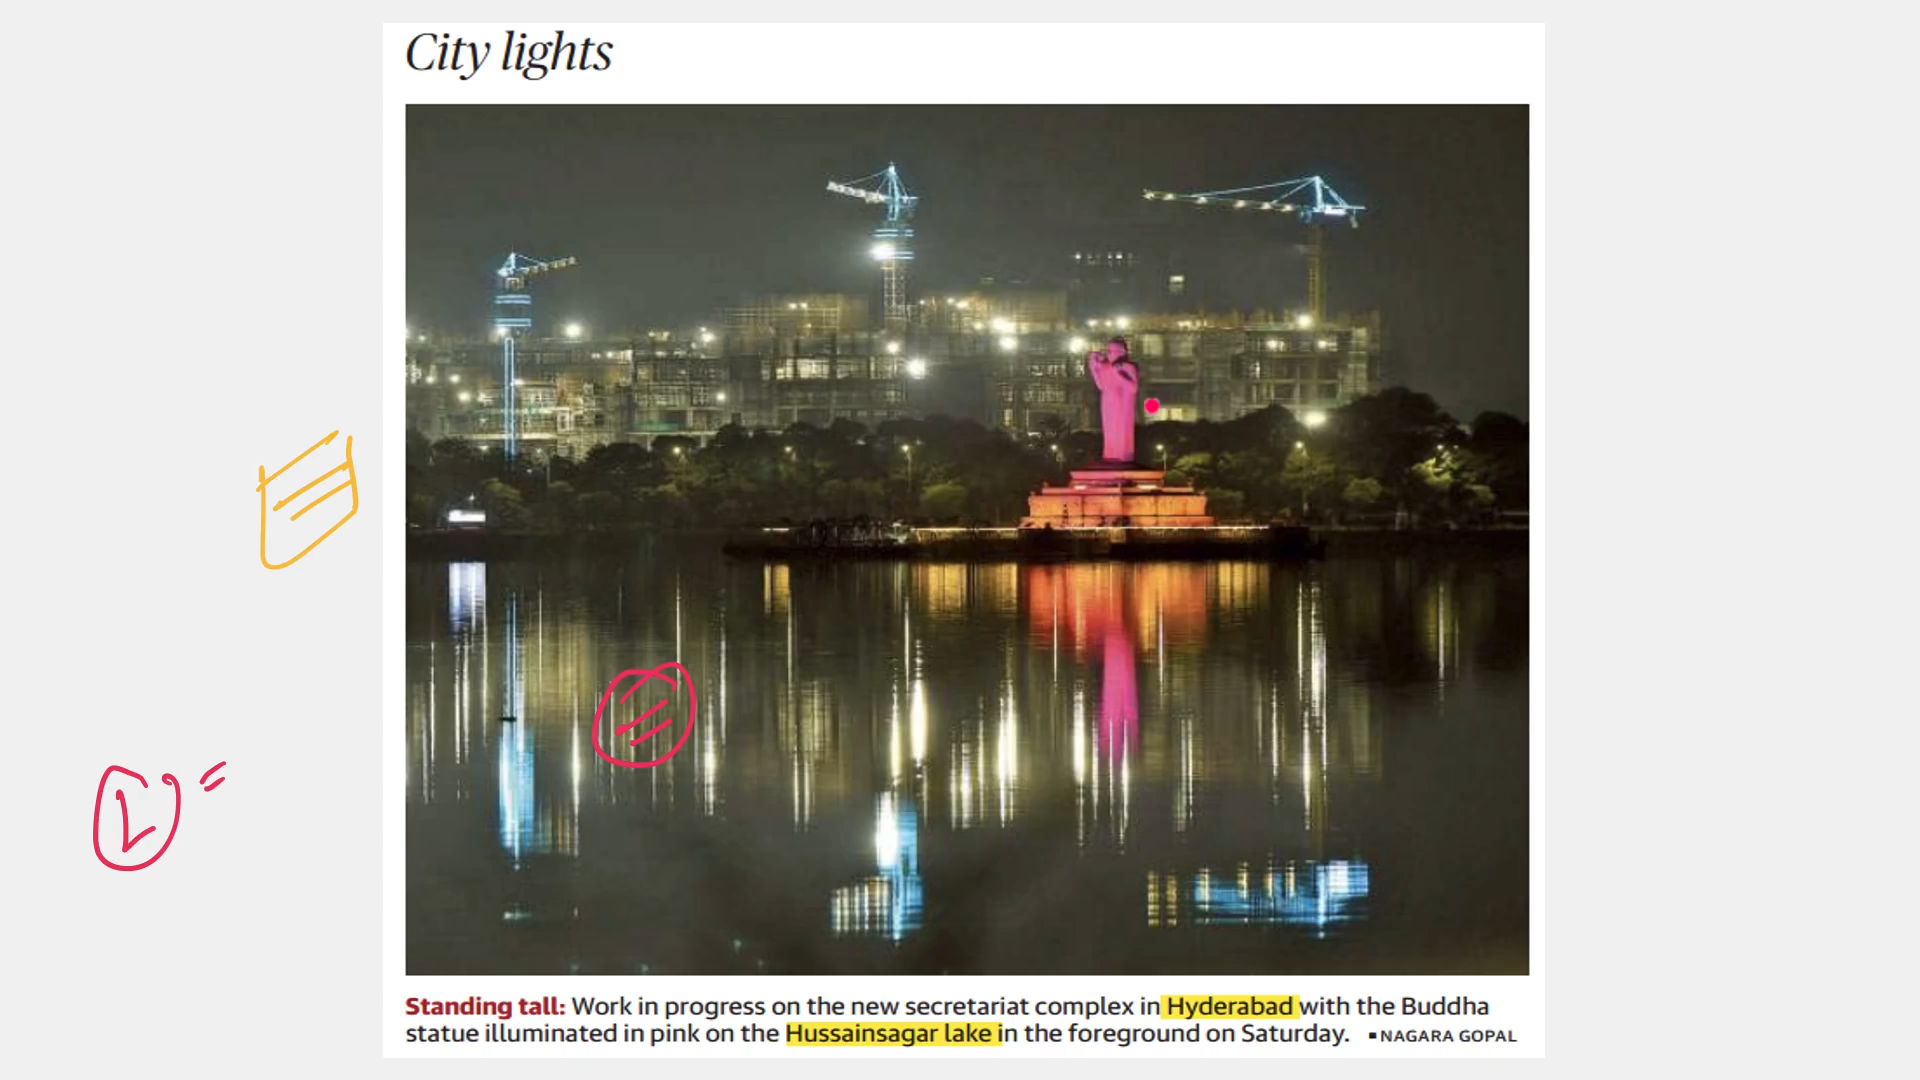 City lights
Standing tall: Work in progress on the new secretariat complex in Hyderabad with the Buddha
statue illuminated in pink on the Hussainsagar lake in the foreground on Saturday. ▪ NAGARA GOPAL
L